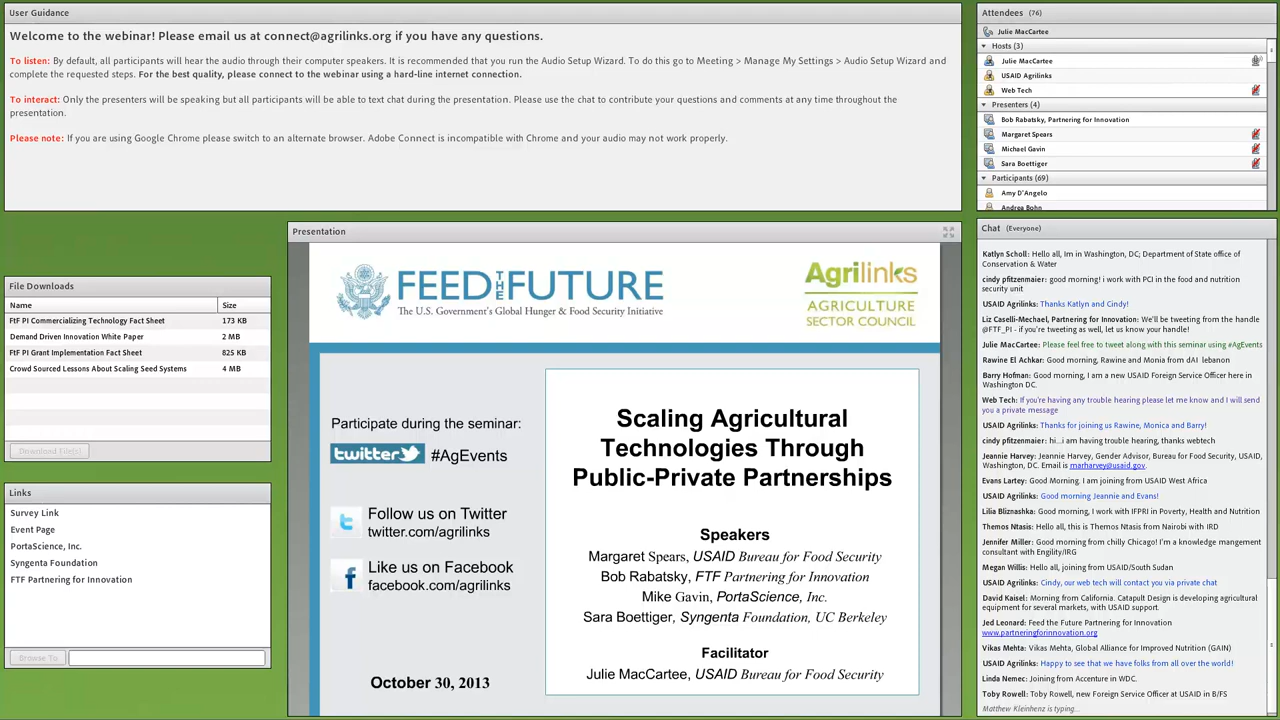 User Guidance
Welcome to the webinar! Please email us at connect@agrilinks.org if you have any questions.
To listen: By default, all participants will hear the audio through their computer speakers. It is recommended that you run the Audio Setup Wizard. To do this go to Meeting > Manage My Settings > Audio Setup Wizard and
complete the requested steps. For the best quality, please connect to the webinar using a hard-line internet connection.
To interact: Only the presenters will be speaking but all participants will be able to text chat during the presentation. Please use the chat to contribute your questions and comments at any time throughout the
presentation.
Please note: If you are using Google Chrome please switch to an alternate browser. Adobe Connect is incompatible with Chrome and your audio may not work properly.
File Downloads
Name Size
FtF PI Commercializing Technology Fact Sheet 173 KB
Demand Driven Innovation White Paper 2 MB
FtF PI Grant Implementation Fact Sheet 825 KB
Crowd Sourced Lessons About Scaling Seed Systems 4 MB
Download File(s)
Links
Survey Link
Event Page
PortaScience, Inc.
Syngenta Foundation
FTF Partnering for Innovation
Browse To
Presentation
FEED THE FUTURE
The U.S. Government's Global Hunger & Food Security Initiative
Agrilinks
AGRICULTURE
SECTOR COUNCIL
Participate during the seminar:
twitter #AgEvents
Follow us on Twitter
twitter.com/agrilinks
Like us on Facebook
facebook.com/agrilinks
October 30, 2013
Scaling Agricultural
Technologies Through
Public-Private Partnerships
Speakers
Margaret Spears, USAID Bureau for Food Security
Bob Rabatsky, FTF Partnering for Innovation
Mike Gavin, PortaScience, Inc.
Sara Boettiger, Syngenta Foundation, UC Berkeley
Facilitator
Julie MacCartee, USAID Bureau for Food Security
Attendees (76)
Julie MacCartee
Hosts (3)
Julie MacCartee
USAID Agrilinks
Web Tech
Presenters (4)
Bob Rabatsky, Partnering for Innovation
Margaret Spears
Michael Gavin
Sara Boettiger
Participants (69)
Amy D'Angelo
Andrea Bohn
Chat (Everyone)
Katlyn Scholl: Hello all, Im in Washington, DC; Department of State office of
Conservation & Water
cindy pfitzenmaier: good morning! i work with PCI in the food and nutrition
security unit
USAID Agrilinks: Thanks Katlyn and Cindy!
Liz Caselli-Mechael, Partnering for Innovation: We'll be tweeting from the handle
@FTF_PI - if you're tweeting as well, let us know your handle!
Julie MacCartee: Please feel free to tweet along with this seminar using #AgEvents
Rawine El Achkar: Good morning, Rawine and Monia from dAI lebanon
Barry Hofman: Good morning, I am a new USAID Foreign Service Officer here in
Washington DC.
Web Tech: If you're having any trouble hearing please let me know and I will send
you a private message
USAID Agrilinks: Thanks for joining us Rawine, Monica and Barry!
cindy pfitzenmaier: hi...i am having trouble hearing, thanks webtech
Jeannie Harvey: Jeannie Harvey, Gender Advisor, Bureau for Food Security, USAID,
Washington, DC. Email is marharvey@usaid.gov.
Evans Lartey: Good Morning. I am joining from USAID West Africa
USAID Agrilinks: Good morning Jeannie and Evans!
Lilia Bliznashka: Good morning, I work with IFPRI in Poverty, Health and Nutrition
Themos Ntasis: Hello all, this is Themos Ntasis from Nairobi with IRD
Jennifer Miller: Good morning from chilly Chicago! I'm a knowledge mangement
consultant with Engility/IRG
Megan Willis: Hello all, joining from USAID/South Sudan
USAID Agrilinks: Cindy, our web tech will contact you via private chat
David Kaisel: Morning from California. Catapult Design is developing agricultural
equipment for several markets, with USAID support.
Jed Leonard: Feed the Future Partnering for Innovation
www.partneringforinnovation.org
Vikas Mehta: Vikas Mehta, Global Alliance for Improved Nutrition (GAIN)
USAID Agrilinks: Happy to see that we have folks from all over the world!
Linda Nemec: Joining from Accenture in WDC.
Toby Rowell: Toby Rowell, new Foreign Service Officer at USAID in B/FS
Matthew Kleinhenz is typing...